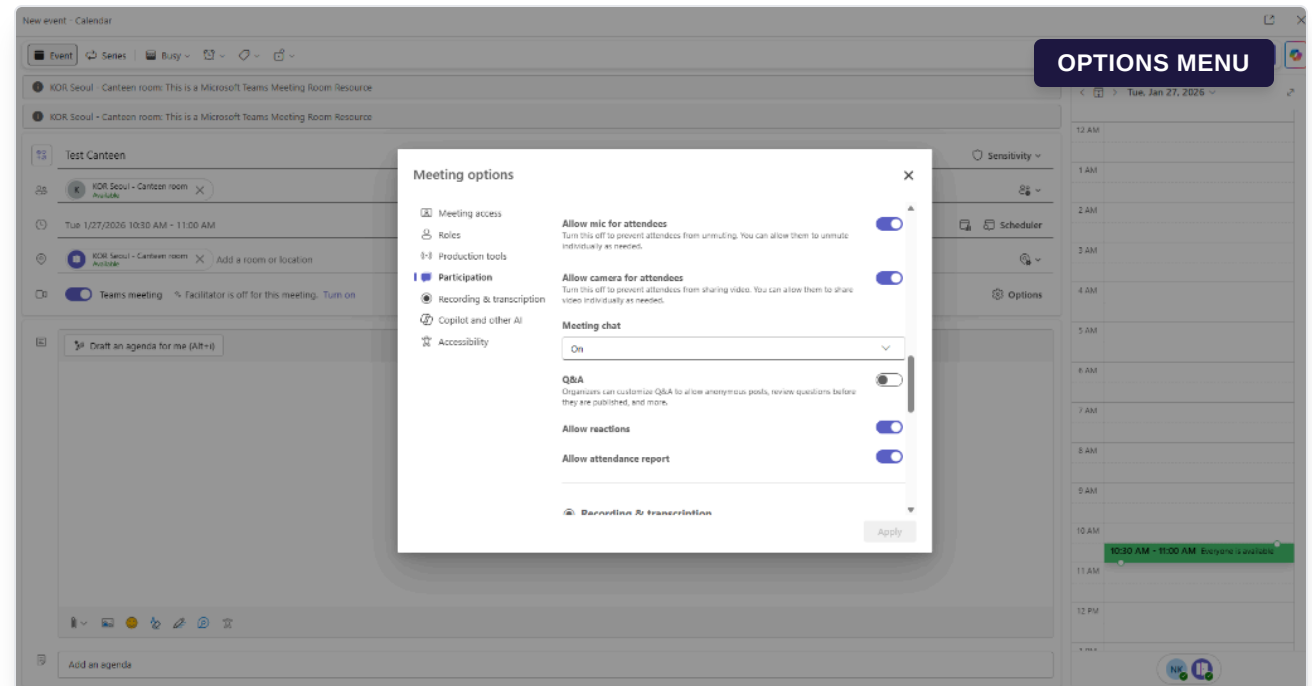 New event - Calendar
OPTIONS MENU
Event Series Busy
KOR Seoul - Canteen room: This is a Microsoft Teams Meeting Room Resource
KOR Seoul - Canteen room: This is a Microsoft Teams Meeting Room Resource
Test Canteen
Sensitivity
K KOR Seoul - Canteen room
Available
Tue 1/27/2026 10:30 AM - 11:00 AM
Scheduler
KOR Seoul - Canteen room
Available
Add a room or location
Teams meeting Facilitator is off for this meeting. Turn on
Options
Draft an agenda for me (Alt+I)
Add an agenda
Meeting options
Meeting access
Roles
Production tools
Participation
Recording & transcription
Copilot and other AI
Accessibility
Allow mic for attendees
Turn this off to prevent attendees from unmuting. You can allow them to unmute
individually as needed.
Allow camera for attendees
Turn this off to prevent attendees from sharing video. You can allow them to share
video individually as needed.
Meeting chat
On
Q&A
Organizers can customize Q&A to allow anonymous posts, review questions before
they are published, and more.
Allow reactions
Allow attendance report
Recording & transcription
Apply
Tue, Jan 27, 2026
12 AM
1 AM
2 AM
3 AM
4 AM
5 AM
6 AM
7 AM
8 AM
9 AM
10 AM
10:30 AM - 11:00 AM Everyone is available
11 AM
12 PM
1 PM
NK